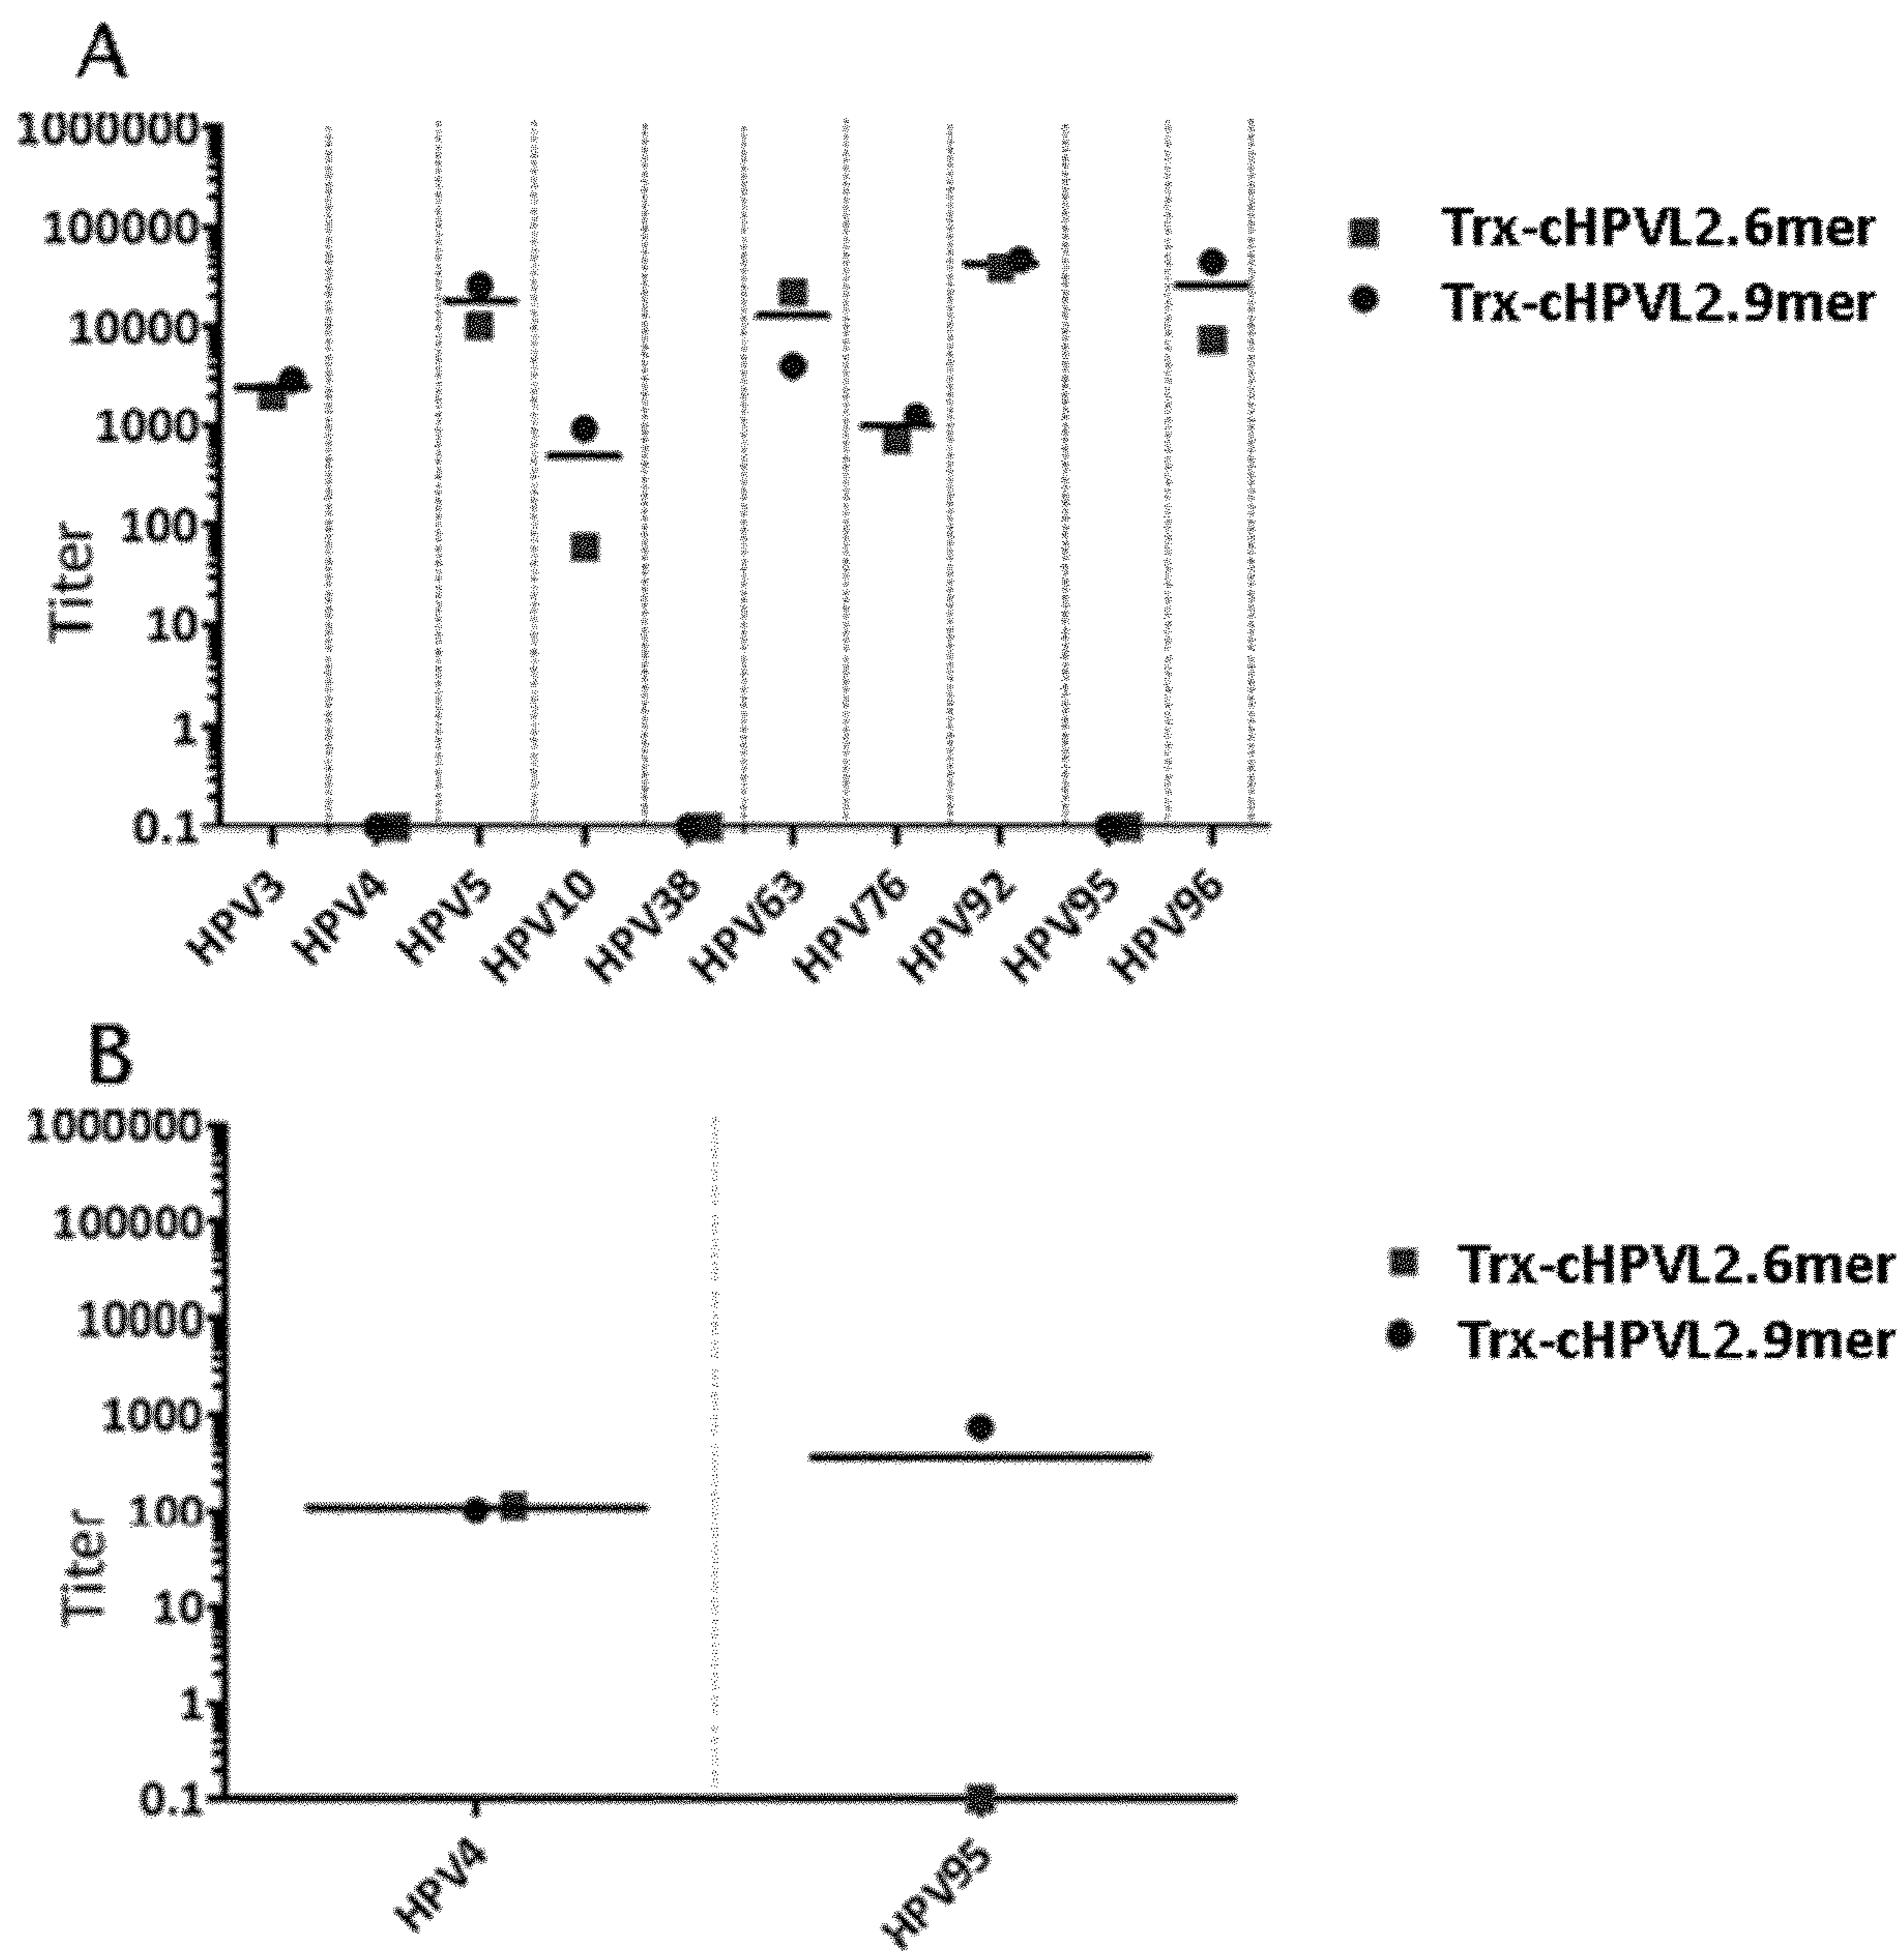 A
1000000
100000
10000
1000
100
10
1
0.1
Titer
HPV3
HPV4
HPV5
HPV10
HPV38
HPV63
HPV76
HPV92
HPV95
HPV96
Trx-cHPVL2.6mer
Trx-cHPVL2.9mer
B
1000000
100000
10000
1000
100
10
1
0.1
Titer
HPV4
HPV95
Trx-cHPVL2.6mer
Trx-cHPVL2.9mer